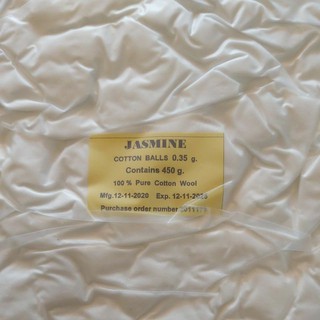 JASMINE
COTTON BALLS 0.35 g.
Contains 450 g.
100 % Pure Cotton Wool
Mfg.12-11-2020 Exp. 12-11-2025
Purchase order number